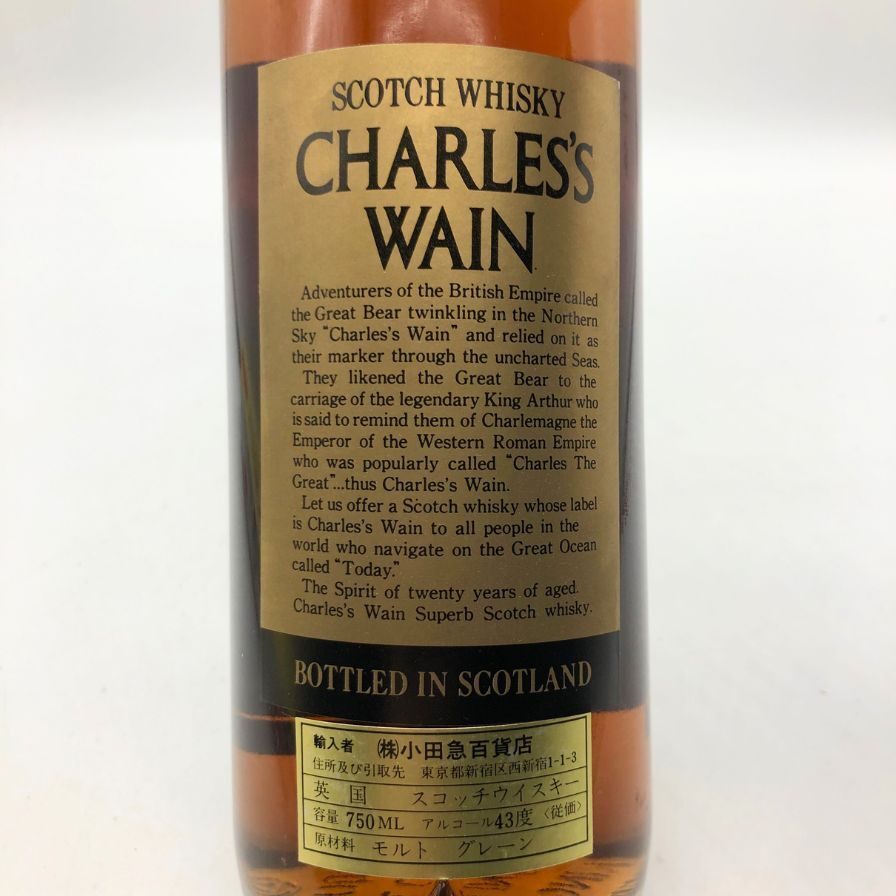 SCOTCH WHISKY
CHARLES'S
WAIN
Adventurers of the British Empire called
the Great Bear twinkling in the Northern
Sky "Charles's Wain" and relied on it as
their marker through the uncharted Seas.
They likened the Great Bear to the
carriage of the legendary King Arthur who
is said to remind them of Charlemagne the
Emperor of the Western Roman Empire
who was popularly called "Charles The
Great"...thus Charles's Wain.
Let us offer a Scotch whisky whose label
is Charles's Wain to all people in the
world who navigate on the Great Ocean
called "Today."
The Spirit of twenty years of aged.
Charles's Wain Superb Scotch whisky.
BOTTLED IN SCOTLAND
輸入者 ㈱小田急百貨店
住所及び引取先 東京都新宿区西新宿1-1-3
英国 スコッチウイスキー
容量 750ML アルコール43度 〈従価〉
原材料 モルト グレーン